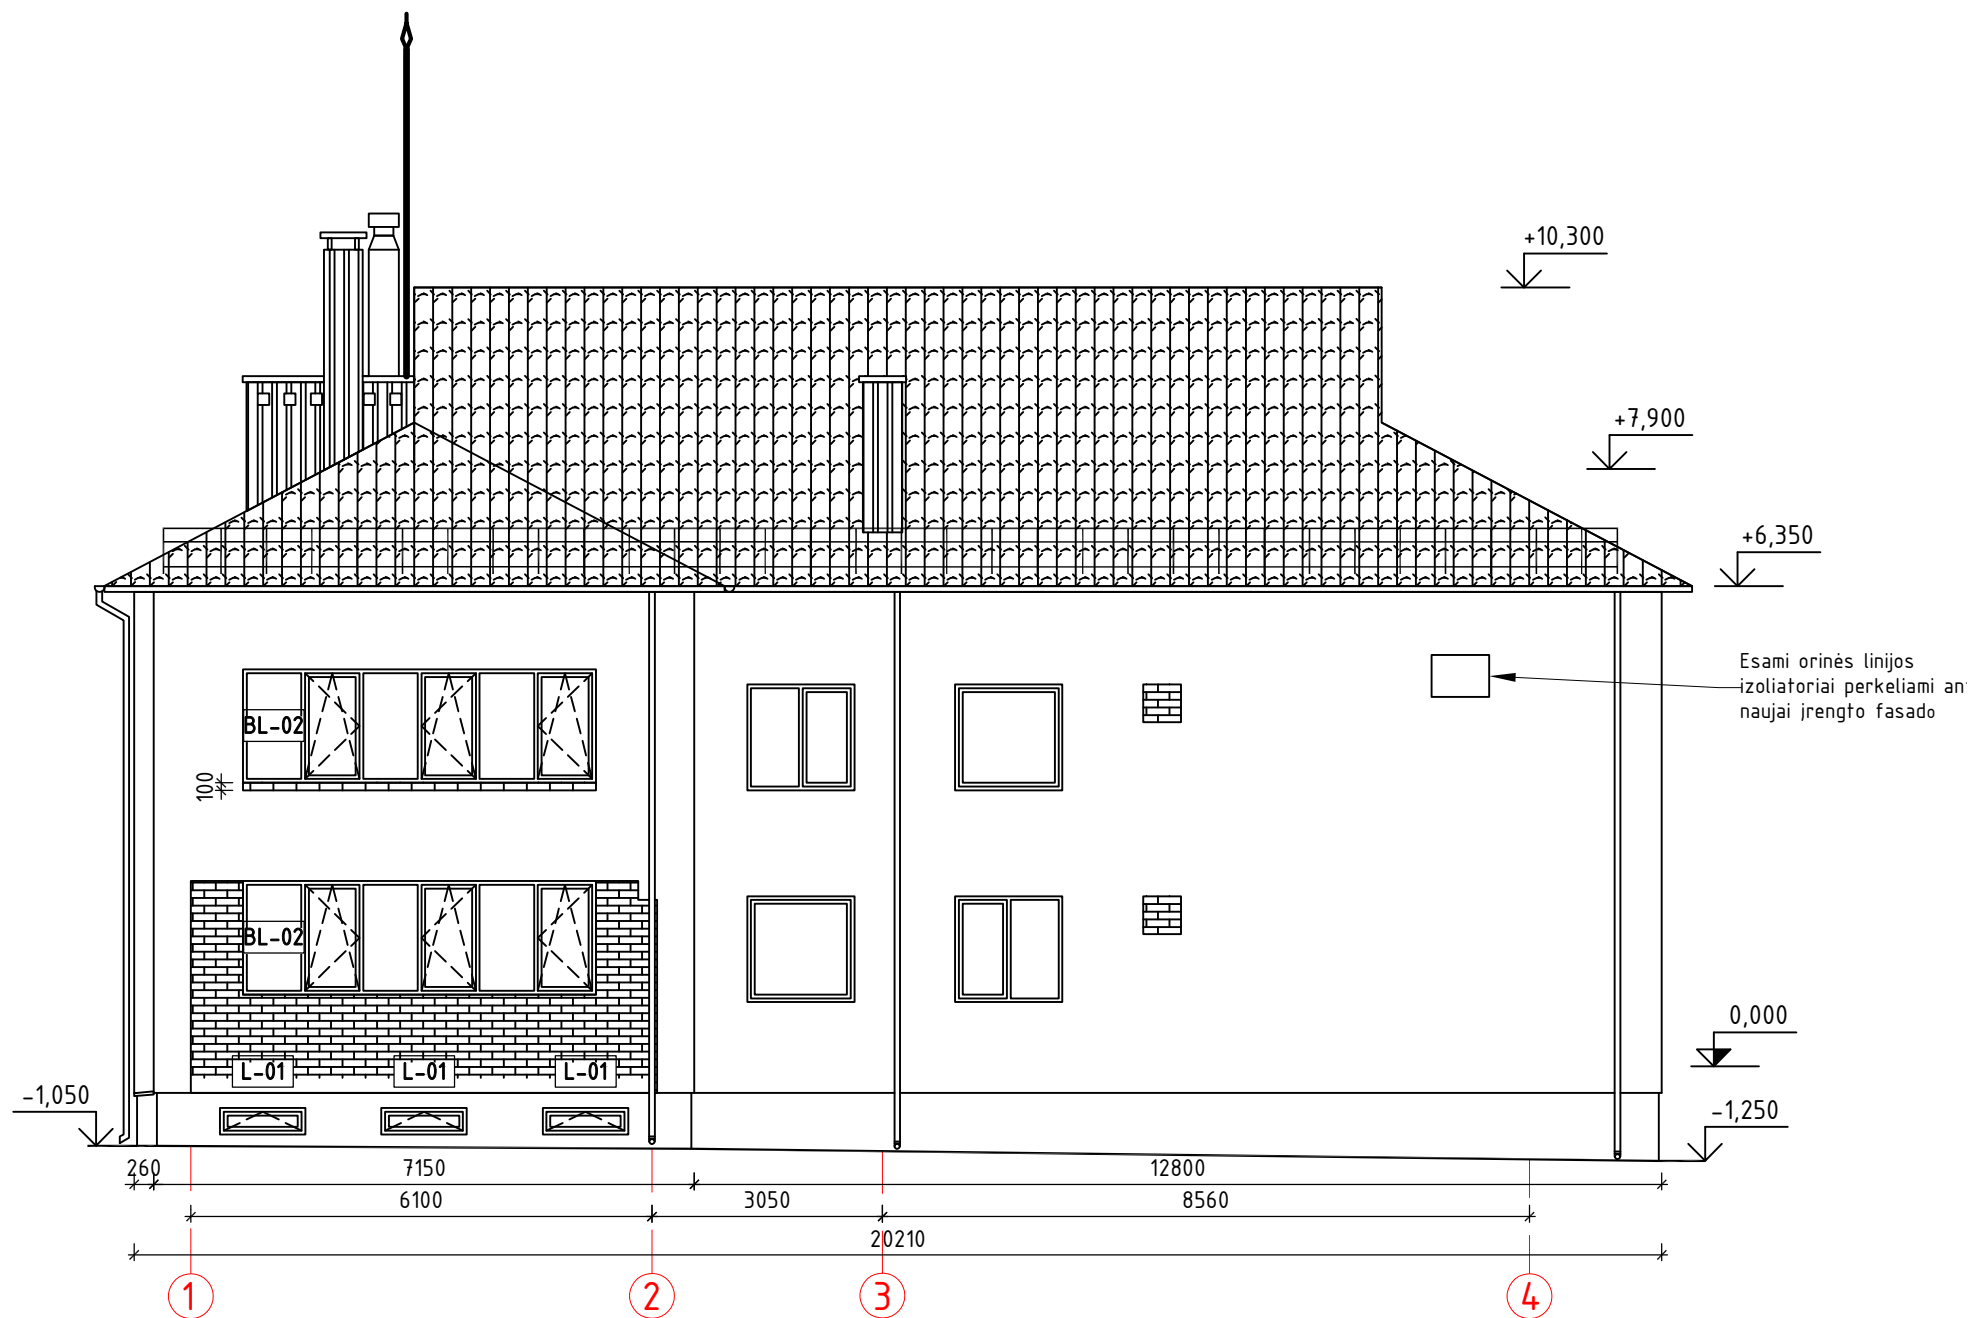 +10,300
+7,900
+6,350
Esami orinės linijos
izoliatoriai perkeliami
naujai įrengto fasado
BL-02
100
BL-02
L-01 L-01 L-01
0,000
-1,050
-1,250
260 7150 12800
6100 3050 8560
20210
1 2 3 4